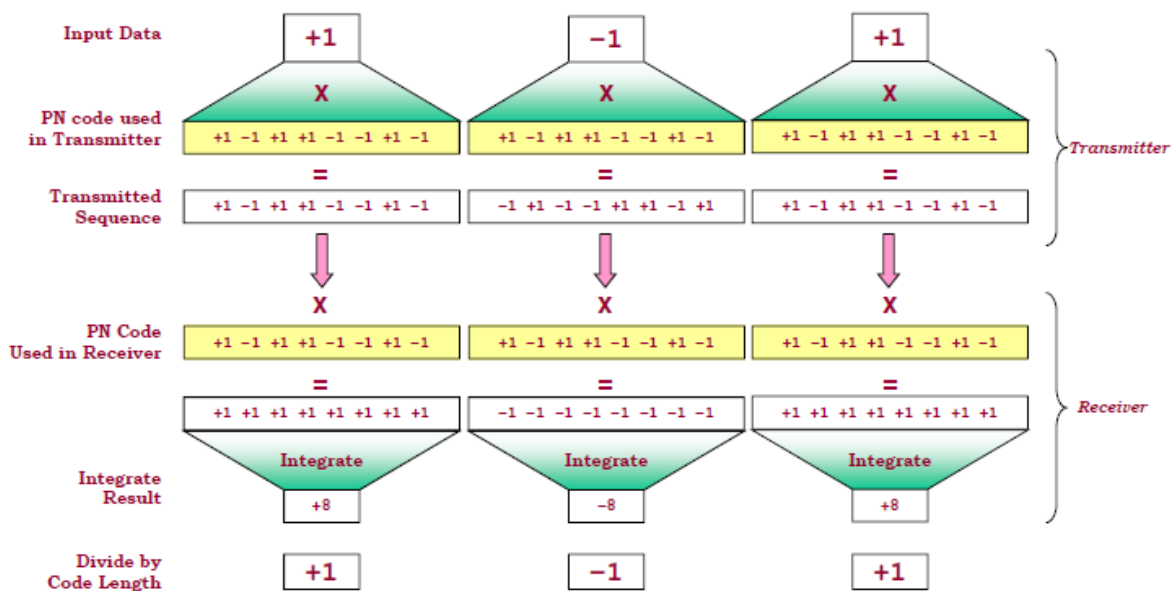 Input Data
+1
-1
+1
X
X
X
PN code used
in Transmitter
+1 -1 +1 +1 -1 -1 +1 -1
+1 -1 +1 +1 -1 -1 +1 -1
+1 -1 +1 +1 -1 -1 +1 -1
Transmitter
=
=
=
Transmitted
Sequence
+1 -1 +1 +1 -1 -1 +1 -1
-1 +1 -1 -1 +1 +1 -1 +1
+1 -1 +1 +1 -1 -1 +1 -1
X
X
X
PN Code
Used in Receiver
+1 -1 +1 +1 -1 -1 +1 -1
+1 -1 +1 +1 -1 -1 +1 -1
+1 -1 +1 +1 -1 -1 +1 -1
=
=
=
+1 +1 +1 +1 +1 +1 +1 +1
-1 -1 -1 -1 -1 -1 -1 -1
+1 +1 +1 +1 +1 +1 +1 +1
Receiver
Integrate
Integrate
Integrate
Integrate
Result
+8
-8
+8
Divide by
Code Length
+1
-1
+1